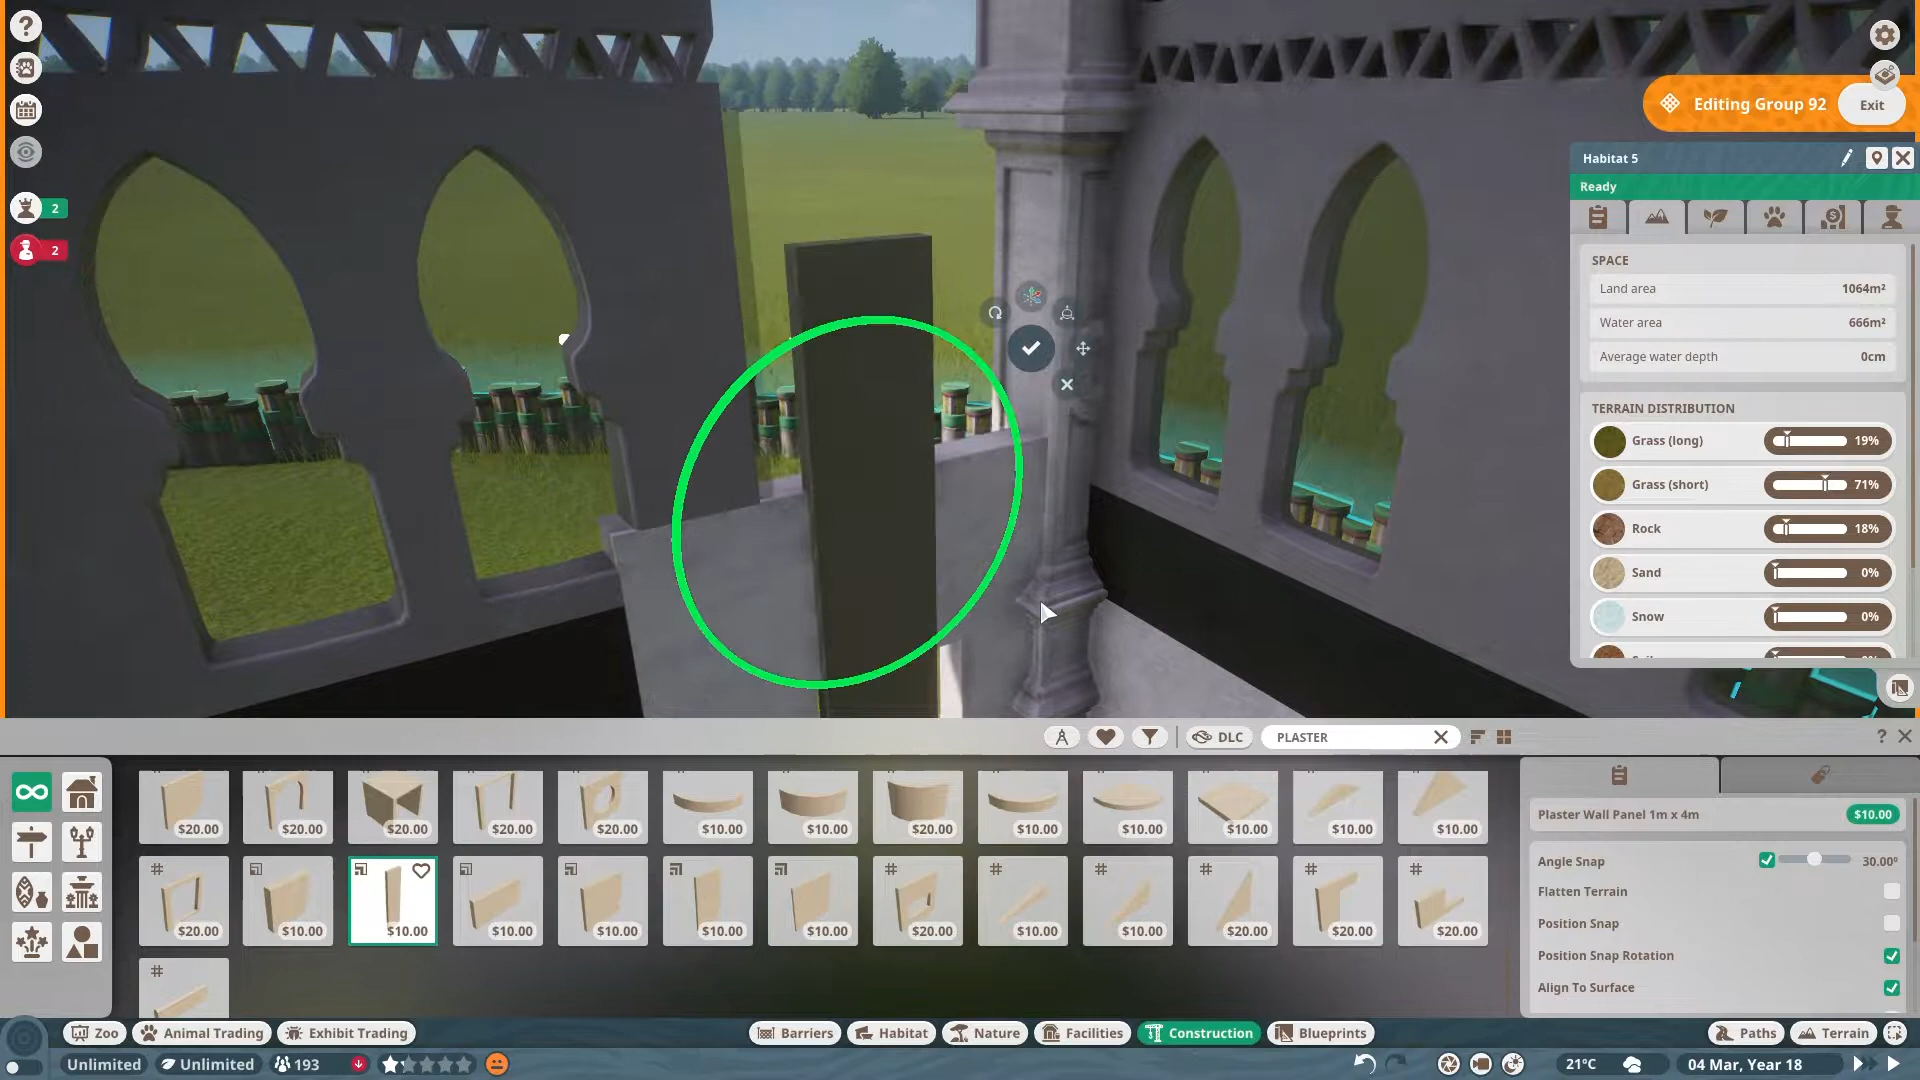 2
2
Editing Group 92
Exit
Habitat 5
Ready
SPACE
Land area 1064m²
Water area 666m²
Average water depth 0cm
TERRAIN DISTRIBUTION
Grass (long) 19%
Grass (short) 71%
Rock 18%
Sand 0%
Snow 0%
DLC
PLASTER
?
$20.00 $20.00 $20.00 $20.00 $20.00 $10.00 $10.00 $20.00 $10.00 $10.00 $10.00 $10.00 $10.00
$20.00 $10.00 $10.00 $10.00 $10.00 $10.00 $10.00 $20.00 $10.00 $10.00 $20.00 $20.00 $20.00
Plaster Wall Panel 1m x 4m $10.00
Angle Snap 30.00°
Flatten Terrain
Position Snap
Position Snap Rotation
Align To Surface
Zoo Animal Trading Exhibit Trading Barriers Habitat Nature Facilities Construction Blueprints Paths Terrain
Unlimited Unlimited 193 21°C 04 Mar, Year 18